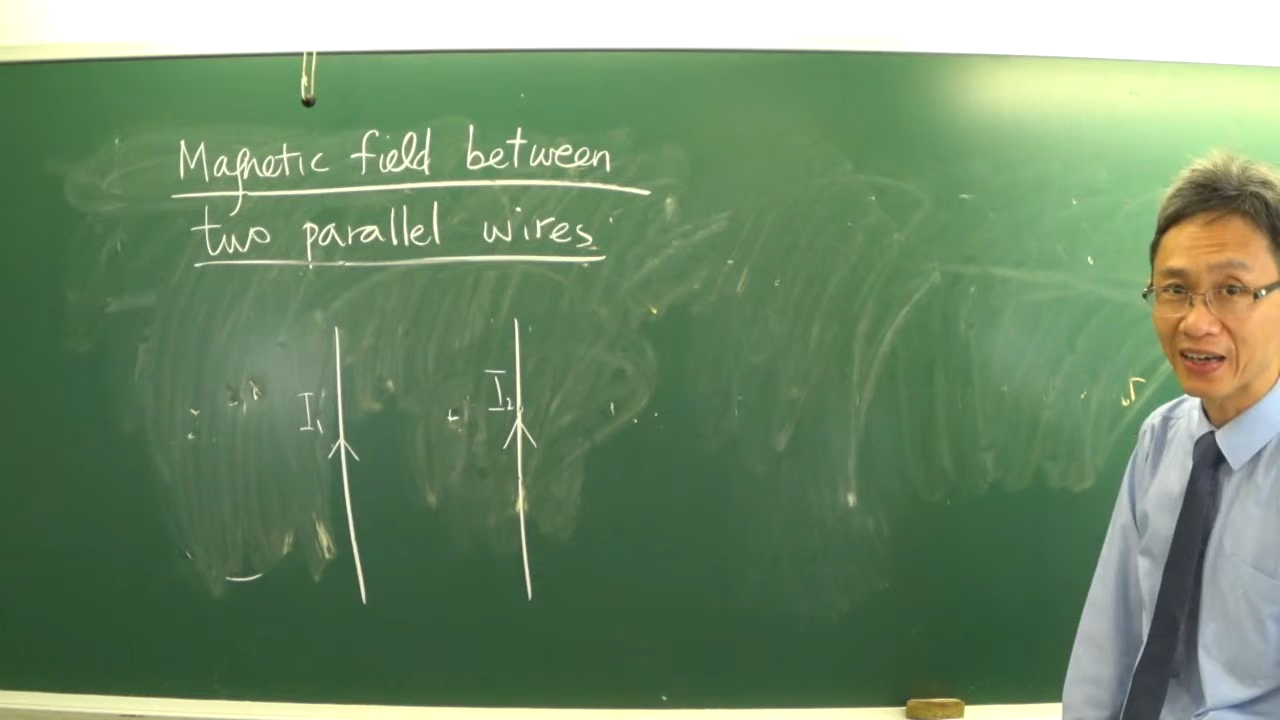 Magnetic field between
two parallel wires
I₁
I₂